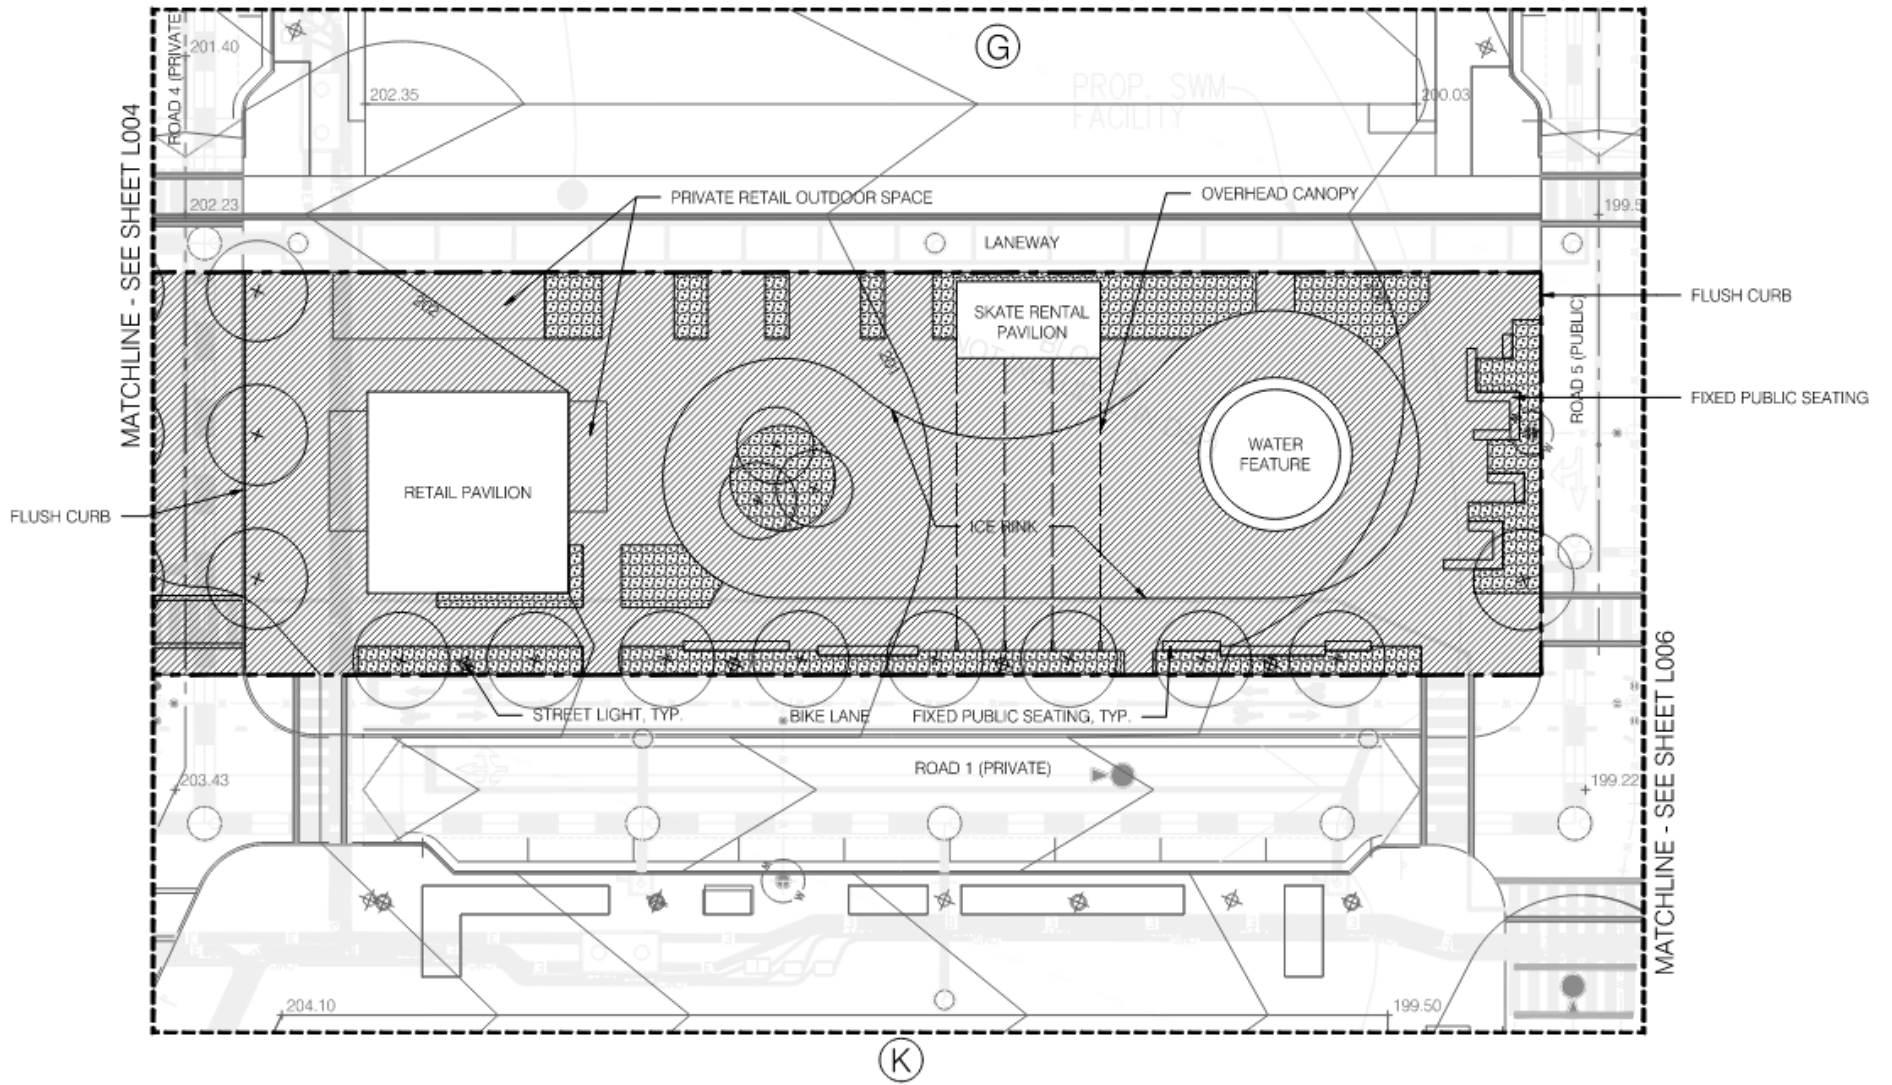 G
ROAD 4 (PRIVATE
201.40
202.35
PROP. SWM
FACILITY
200.03
MATCHLINE - SEE SHEET L004
202.23
PRIVATE RETAIL OUTDOOR SPACE
OVERHEAD CANOPY
199.5
LANEWAY
202
SKATE RENTAL
PAVILION
FLUSH CURB
ROAD 5 (PUBLIC)
201
FIXED PUBLIC SEATING
WATER
FEATURE
RETAIL PAVILION
FLUSH CURB
ICE RINK
STREET LIGHT, TYP.
BIKE LANE
FIXED PUBLIC SEATING, TYP.
ROAD 1 (PRIVATE)
203.43
199.22
MATCHLINE - SEE SHEET L006
M
W
204.10
199.50
K